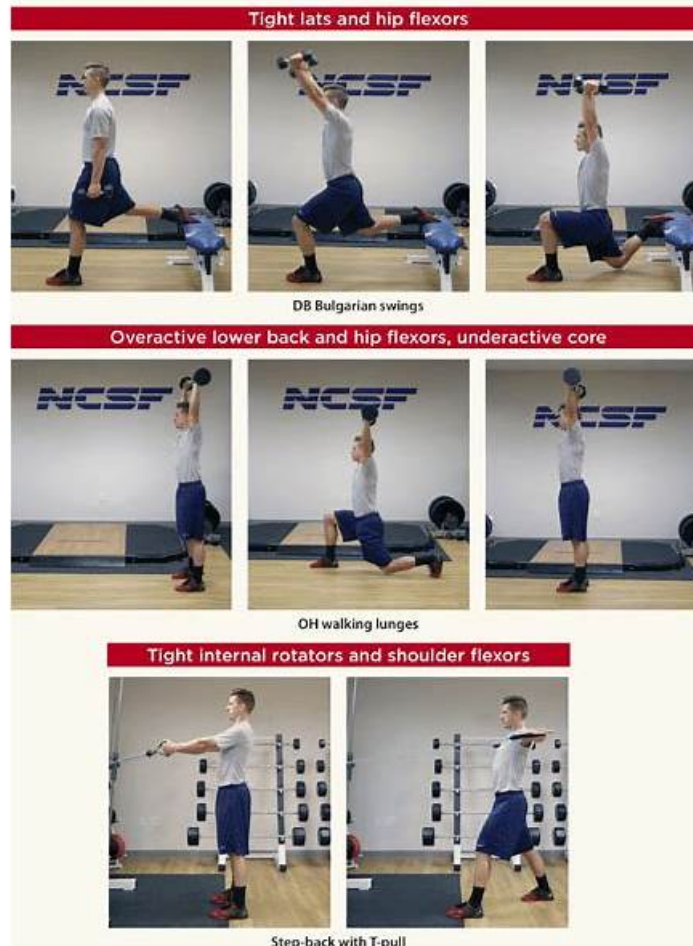 Tight lats and hip flexors
NCSF
NCSF
NCSF
DB Bulgarian swings
Overactive lower back and hip flexors, underactive core
NCSF
NCSF
NCSF
OH walking lunges
Tight internal rotators and shoulder flexors
Step-back with T-pull